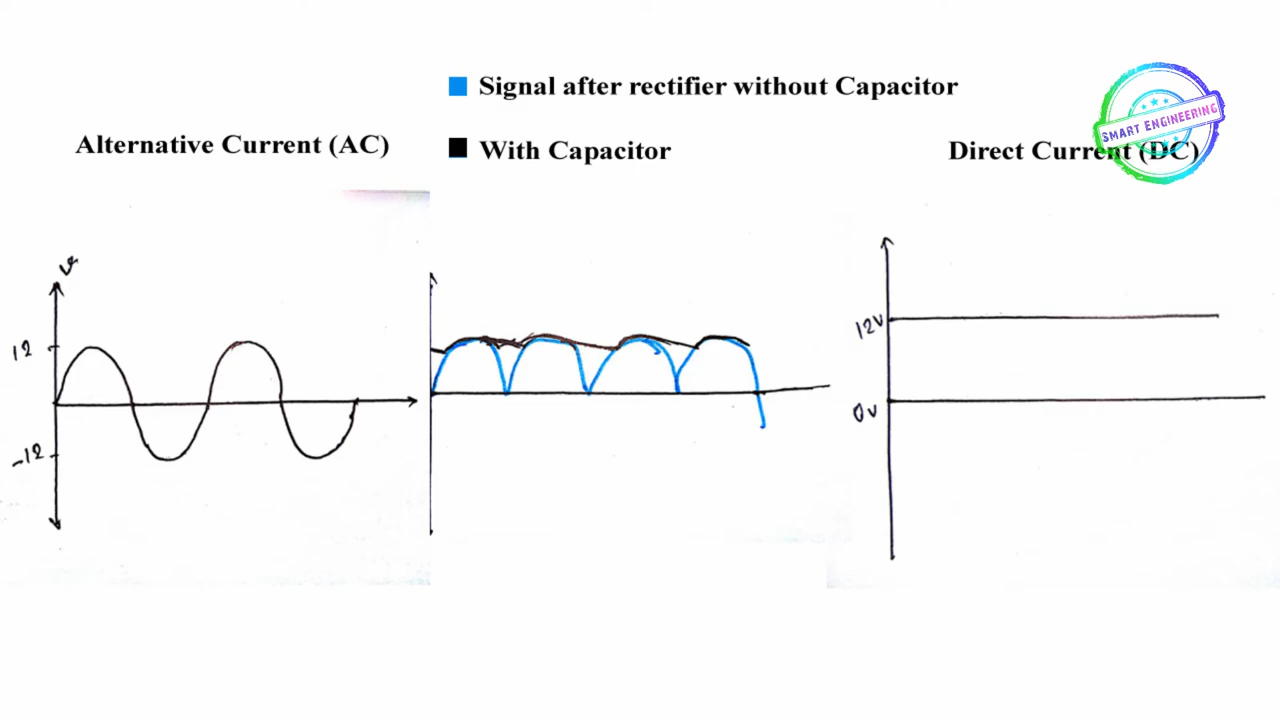 Signal after rectifier without Capacitor
Alternative Current (AC)
With Capacitor
Direct Current (DC)
SMART ENGINEERING
v
12
-12
12v
0v